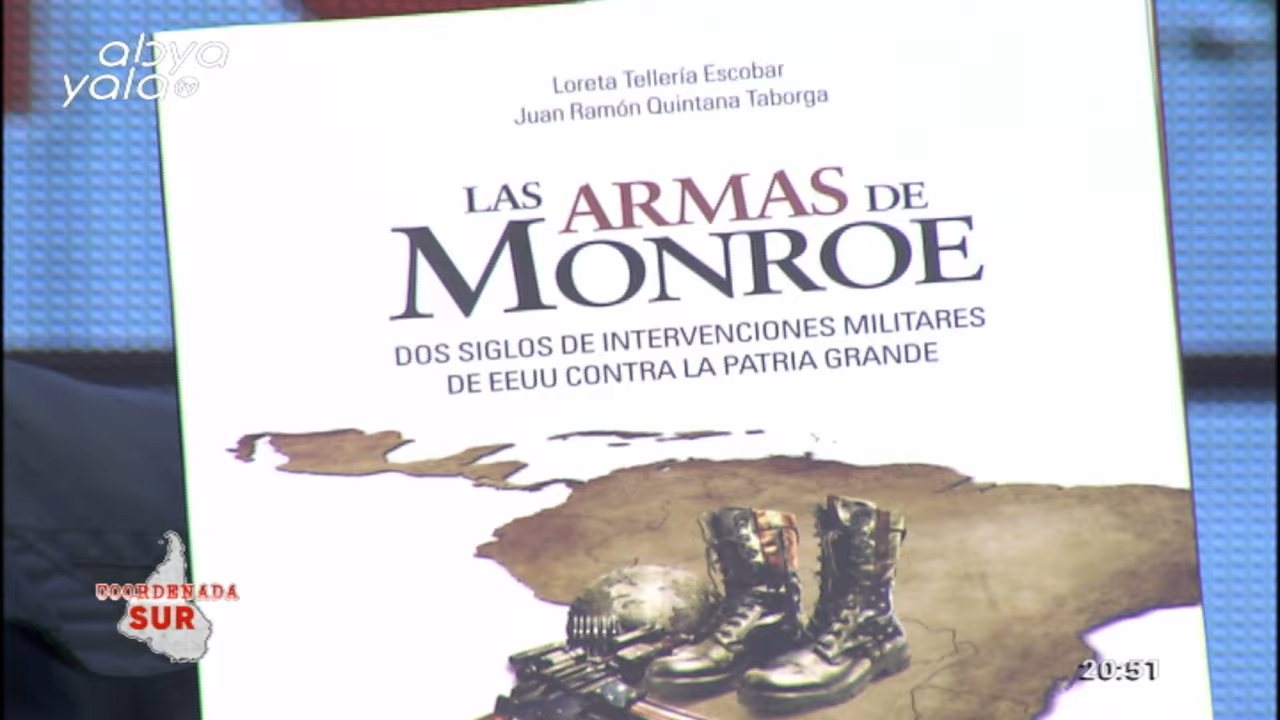 abya
yala tv
Loreta Tellería Escobar
Juan Ramón Quintana Taborga
LAS ARMAS DE
MONROE
DOS SIGLOS DE INTERVENCIONES MILITARES
DE EEUU CONTRA LA PATRIA GRANDE
COORDENADA
SUR
20:51